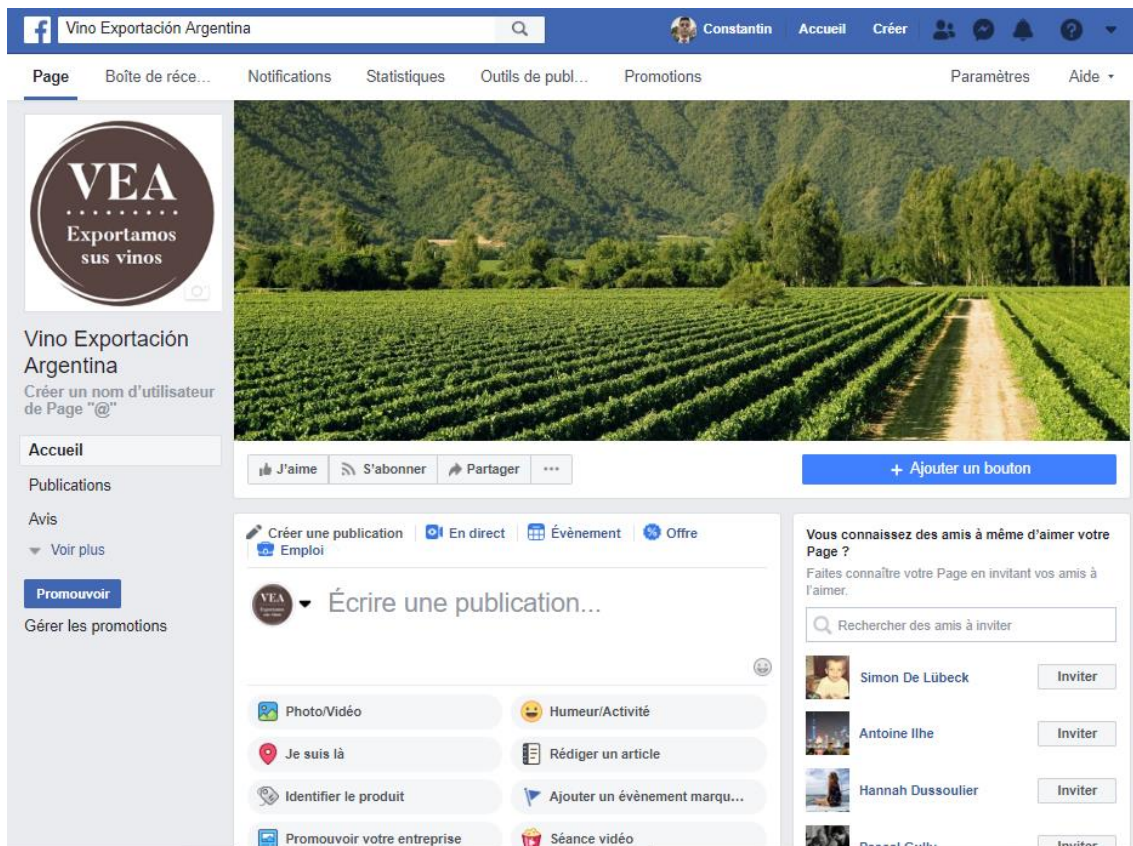 Vino Exportación Argentina
Constantin
Accueil
Créer
Page
Boîte de réce...
Notifications
Statistiques
Outils de publ...
Promotions
Paramètres
Aide
VEA
Exportamos
sus vinos
Vino Exportación
Argentina
Créer un nom d'utilisateur
de Page "@"
Accueil
Publications
Avis
Voir plus
Promouvoir
Gérer les promotions
J'aime
S'abonner
Partager
+ Ajouter un bouton
Créer une publication
En direct
Évènement
Offre
Emploi
VEA
Écrire une publication...
Photo/Vidéo
Humeur/Activité
Je suis là
Rédiger un article
Identifier le produit
Ajouter un évènement marqu...
Promouvoir votre entreprise
Séance vidéo
Vous connaissez des amis à même d'aimer votre
Page ?
Faites connaître votre Page en invitant vos amis à
l'aimer.
Rechercher des amis à inviter
Simon De Lübeck
Inviter
Antoine Ilhe
Inviter
Hannah Dussoulier
Inviter
Inviter